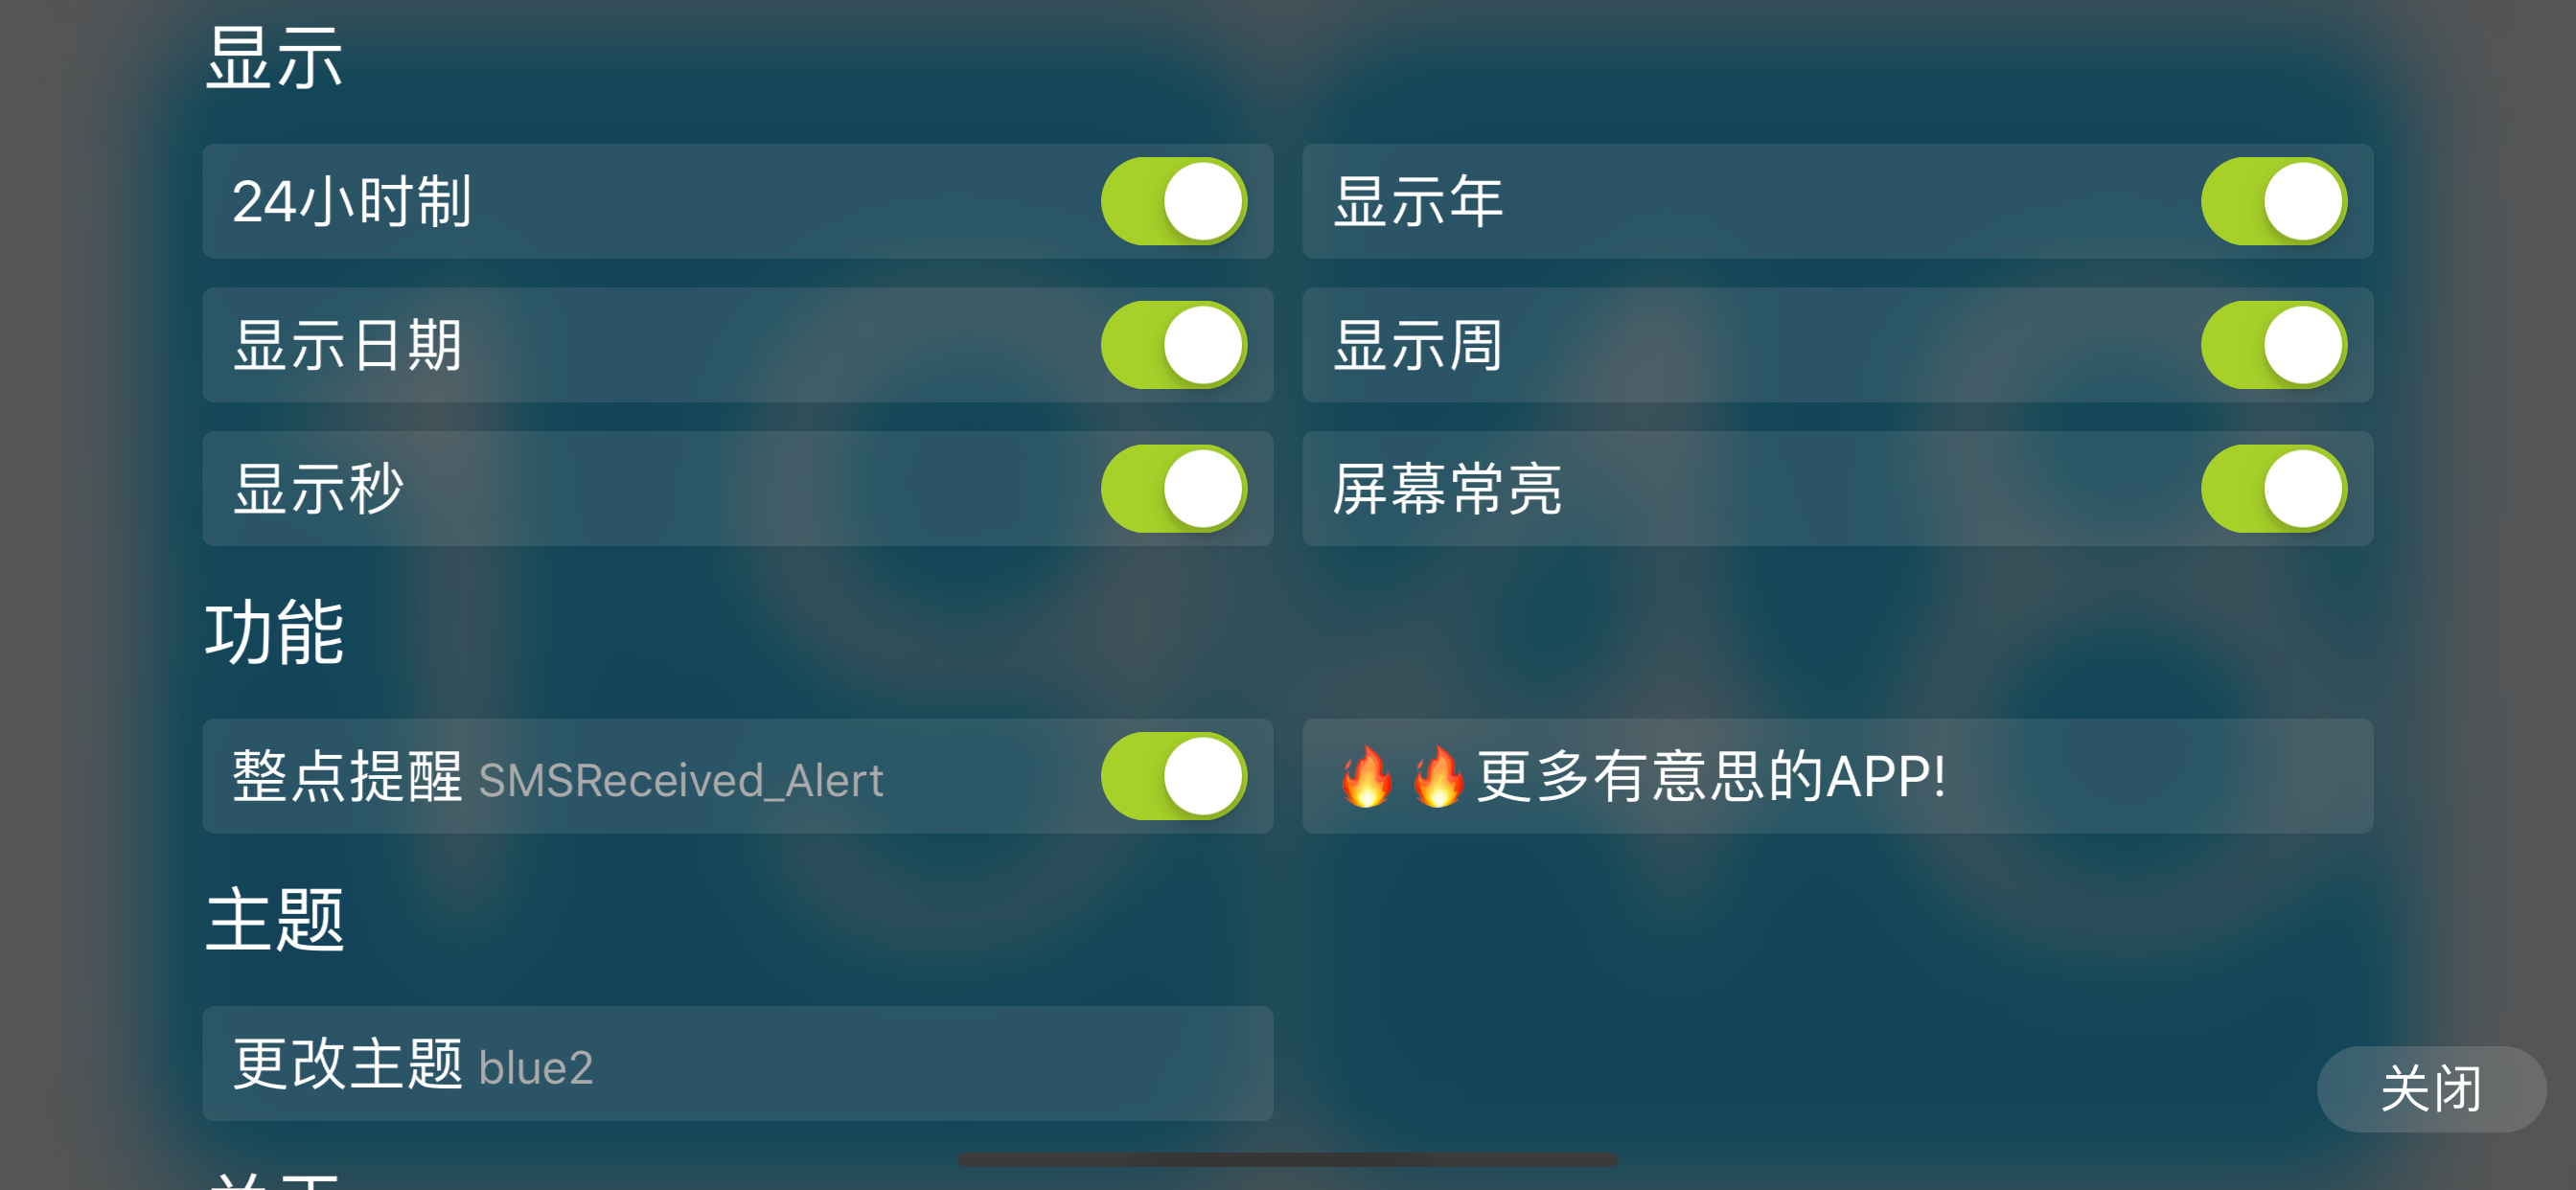 显示
24小时制
显示年
显示日期
显示周
显示秒
屏幕常亮
功能
整点提醒 SMSReceived_Alert
🔥🔥更多有意思的APP!
主题
更改主题 blue2
关闭